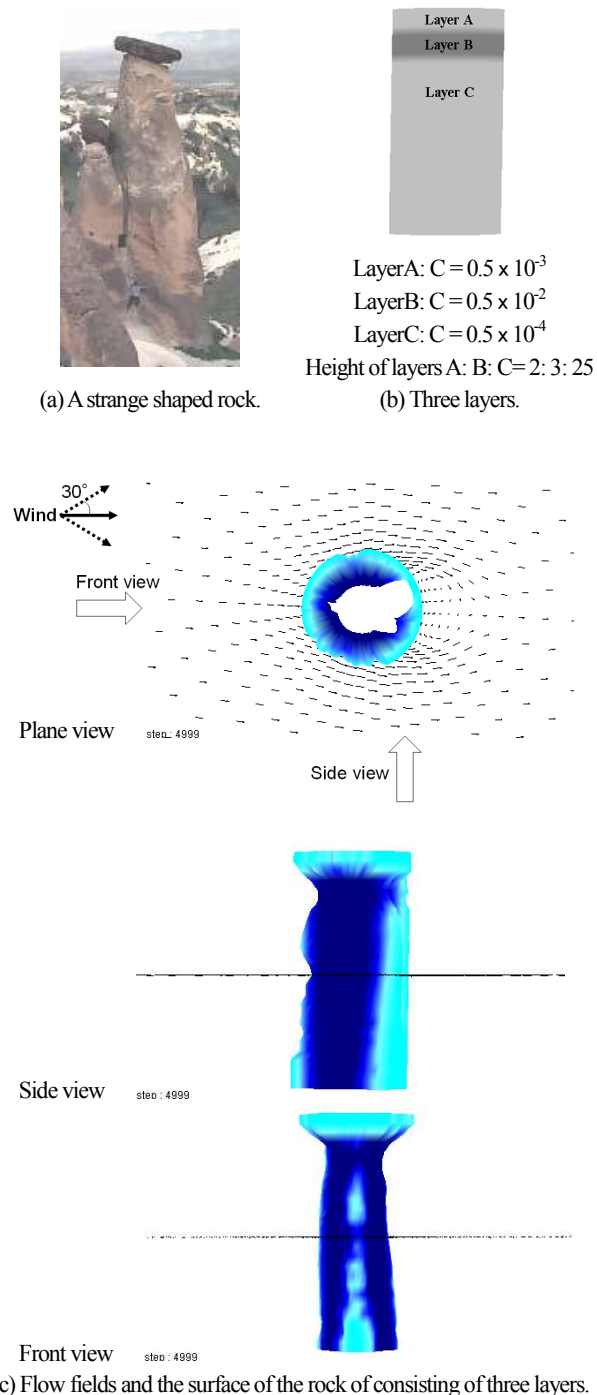 Layer A
Layer B
Layer C
LayerA: C = 0.5 x 10⁻³
LayerB: C = 0.5 x 10⁻²
LayerC: C = 0.5 x 10⁻⁴
Height of layers A: B: C= 2: 3: 25
(a) A strange shaped rock.
(b) Three layers.
30°
Wind
Front view
Plane view
step : 4999
Side view
Side view
step : 4999
Front view
step : 4999
c) Flow fields and the surface of the rock of consisting of three layers.